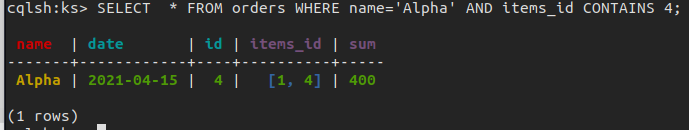 cqlsh:ks> SELECT  * FROM orders WHERE name='Alpha' AND items_id CONTAINS 4;
 name  | date       | id | items_id | sum
-------+------------+----+----------+-----
 Alpha | 2021-04-15 |  4 |   [1, 4] | 400
(1 rows)